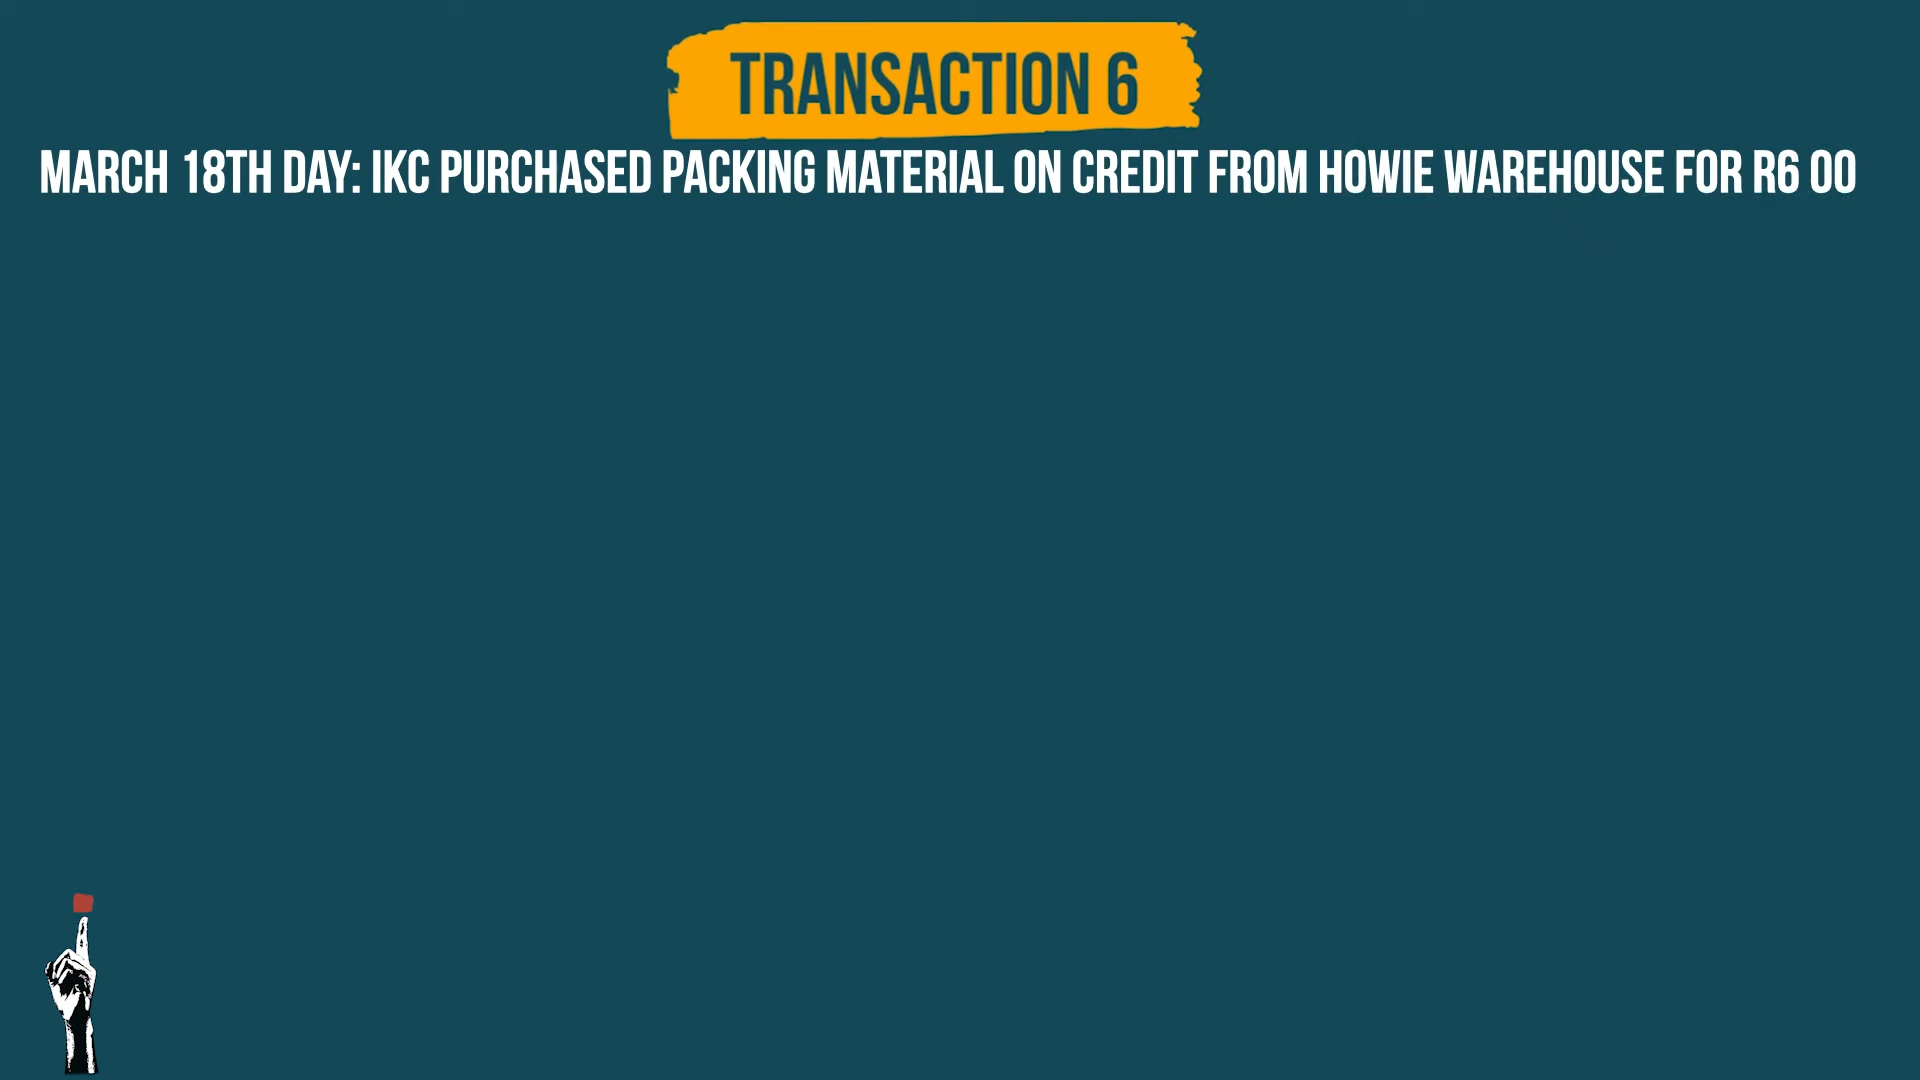 TRANSACTION 6
MARCH 18TH DAY: IKC PURCHASED PACKING MATERIAL ON CREDIT FROM HOWIE WAREHOUSE FOR R6 00